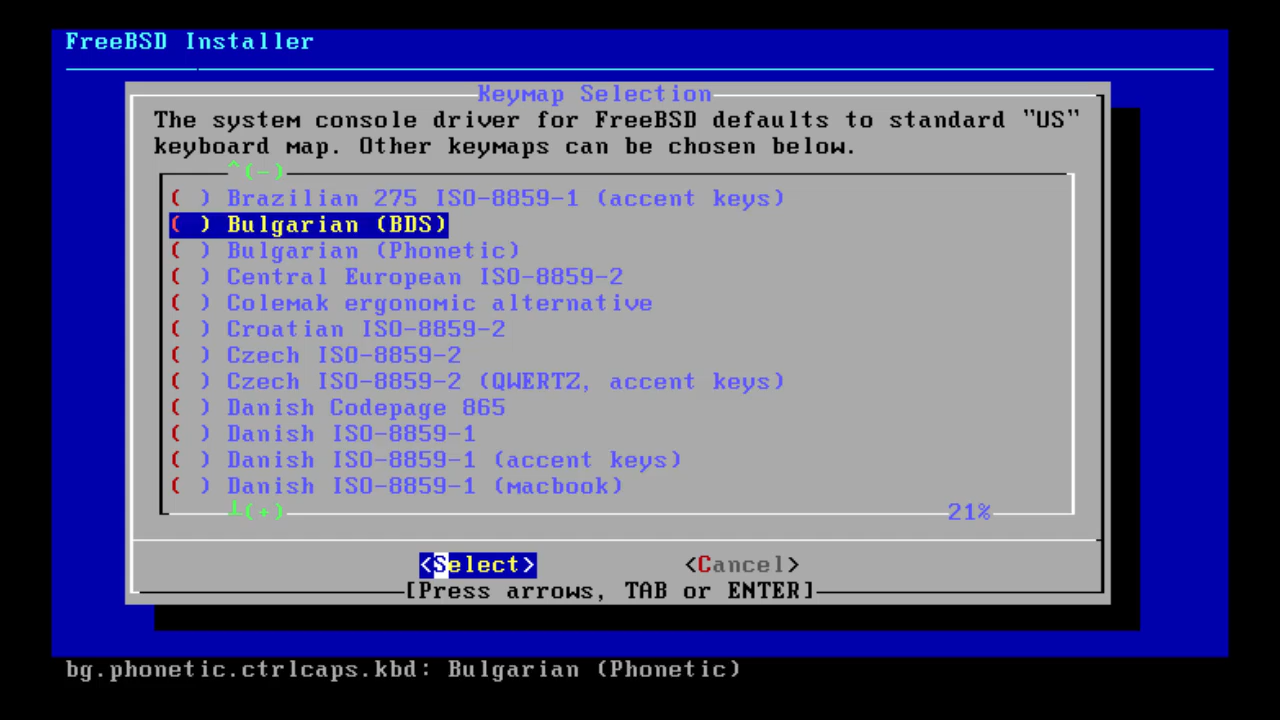 FreeBSD Installer
Keymap Selection
The system console driver for FreeBSD defaults to standard "US"
keyboard map. Other keymaps can be chosen below.
^(-)
( ) Brazilian 275 ISO-8859-1 (accent keys)
( ) Bulgarian (BDS)
( ) Bulgarian (Phonetic)
( ) Central European ISO-8859-2
( ) Colemak ergonomic alternative
( ) Croatian ISO-8859-2
( ) Czech ISO-8859-2
( ) Czech ISO-8859-2 (QWERTZ, accent keys)
( ) Danish Codepage 865
( ) Danish ISO-8859-1
( ) Danish ISO-8859-1 (accent keys)
( ) Danish ISO-8859-1 (macbook)
┴(+) 21%
<Select> <Cancel>
[Press arrows, TAB or ENTER]
bg.phonetic.ctrlcaps.kbd: Bulgarian (Phonetic)